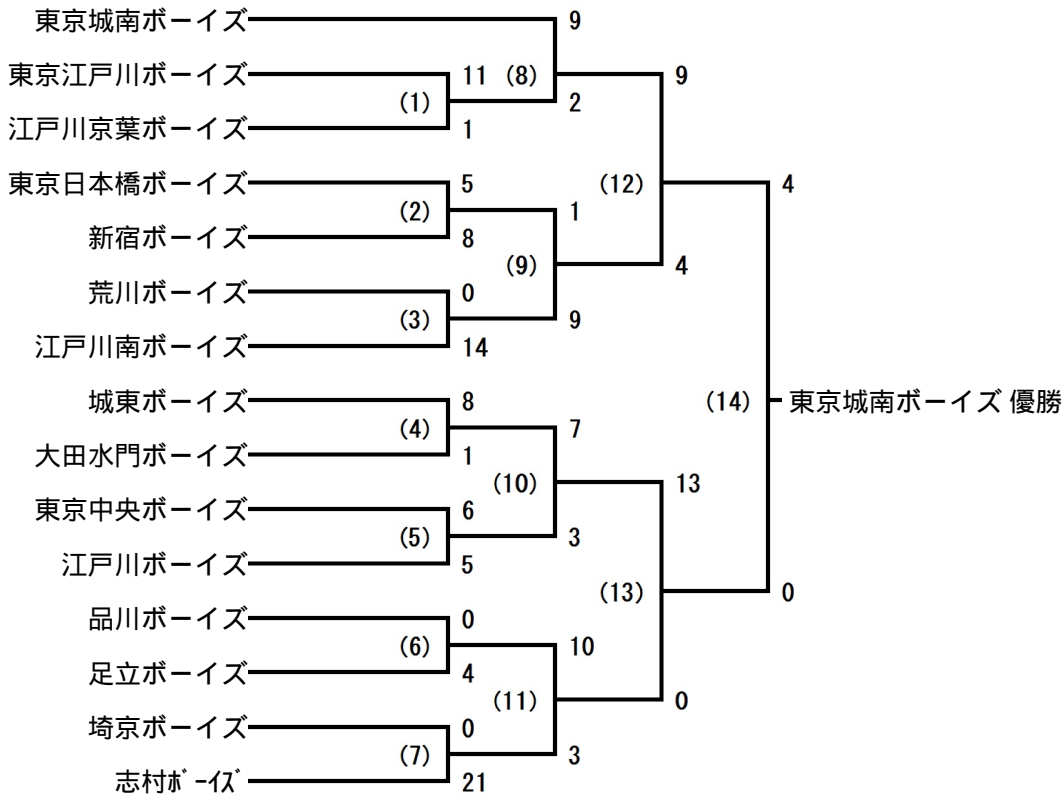 東京城南ボーイズ 9
東京江戸川ボーイズ 11 (8) 9
(1) 2
江戸川京葉ボーイズ 1
東京日本橋ボーイズ 5 (12) 4
(2) 1
新宿ボーイズ 8
(9) 4
荒川ボーイズ 0
(3) 9
江戸川南ボーイズ 14
城東ボーイズ 8 (14) 東京城南ボーイズ 優勝
(4) 7
大田水門ボーイズ 1
(10) 13
東京中央ボーイズ 6
(5) 3
江戸川ボーイズ 5
(13) 0
品川ボーイズ 0
(6) 10
足立ボーイズ 4
(11) 0
埼京ボーイズ 0
(7) 3
志村ﾎﾞｰｲｽﾞ 21